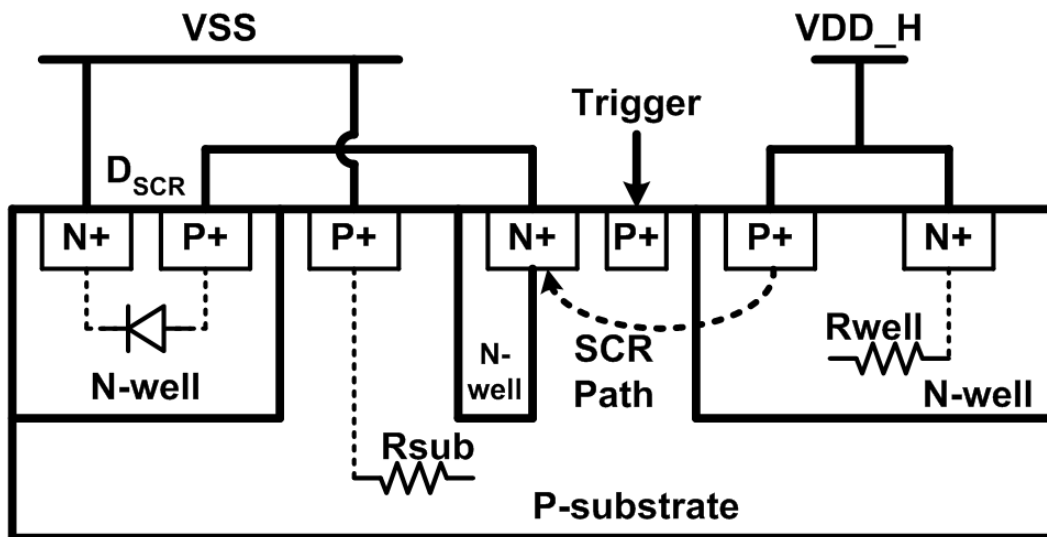 VSS
VDD_H
Trigger
DSCR
N+
P+
P+
N+
P+
P+
N+
N-well
N-
well
SCR
Path
Rwell
N-well
Rsub
P-substrate